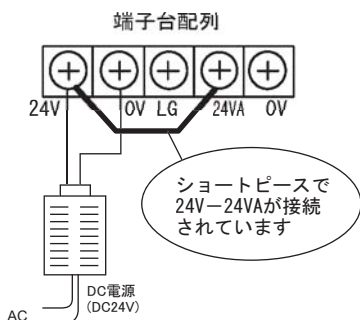 端子台配列
24V 0V LG 24VA 0V
ショートピースで
24V－24VAが接続
されています
DC電源
(DC24V)
AC